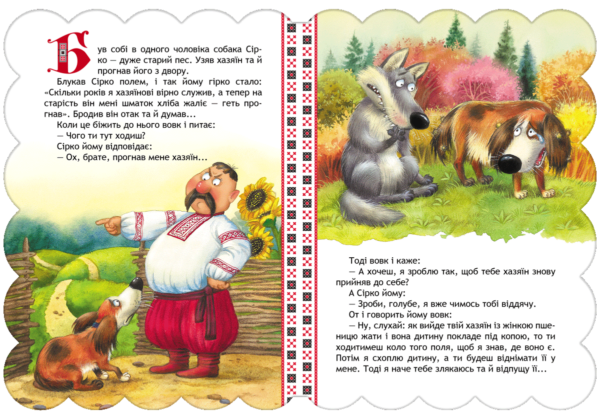 Був собі в одного чоловіка собака Сір-
ко — дуже старий пес. Узяв хазяїн та й
прогнав його з двору.
Блукав Сірко полем, і так йому гірко стало:
«Скільки років я хазяїнові вірно служив, а тепер на
старість він мені шматок хліба жаліє — геть про-
гнав». Бродив він отак та й думав...
Коли це біжить до нього вовк і питає:
— Чого ти тут ходиш?
Сірко йому відповідає:
— Ох, брате, прогнав мене хазяїн...
Тоді вовк і каже:
— А хочеш, я зроблю так, щоб тебе хазяїн знову
прийняв до себе?
А Сірко йому:
— Зроби, голубе, я вже чимось тобі віддячу.
От і говорить йому вовк:
— Ну, слухай: як вийде твій хазяїн із жінкою пше-
ницю жати і вона дитину покладе під копою, то ти
ходитимеш коло того поля, щоб я знав, де воно є.
Потім я схоплю дитину, а ти будеш віднімати її у
мене. Тоді я наче тебе злякаюсь та й відпущу її...